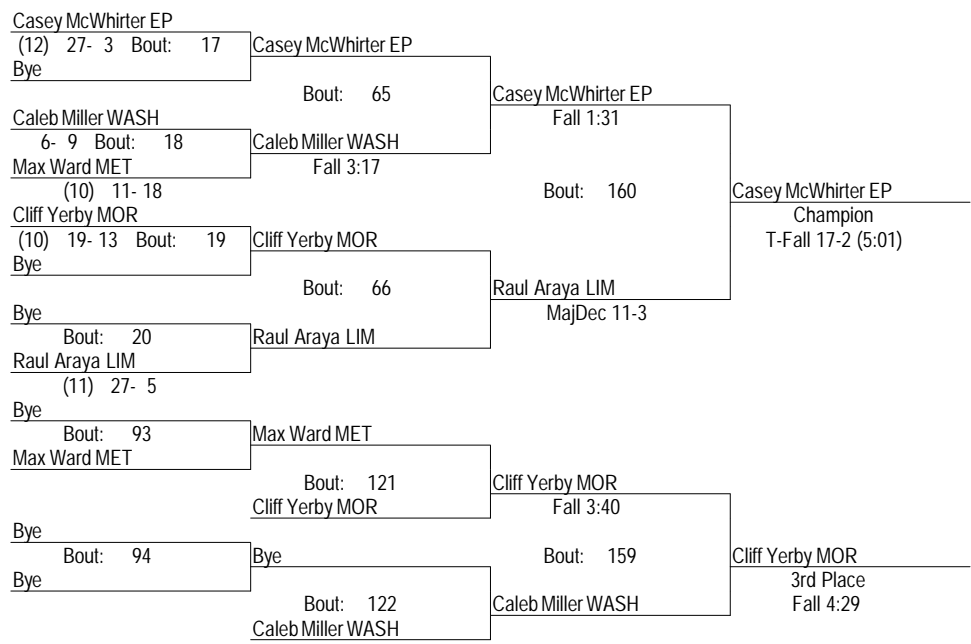 Casey McWhirter EP
(12) 27- 3 Bout: 17
Casey McWhirter EP
Bye
Bout: 65
Casey McWhirter EP
Caleb Miller WASH
Fall 1:31
6- 9 Bout: 18
Caleb Miller WASH
Max Ward MET
Fall 3:17
(10) 11- 18
Bout: 160
Casey McWhirter EP
Cliff Yerby MOR
Champion
(10) 19- 13 Bout: 19
Cliff Yerby MOR
T-Fall 17-2 (5:01)
Bye
Bout: 66
Raul Araya LIM
Bye
MajDec 11-3
Bout: 20
Raul Araya LIM
Raul Araya LIM
(11) 27- 5
Bye
Bout: 93
Max Ward MET
Max Ward MET
Bout: 121
Cliff Yerby MOR
Cliff Yerby MOR
Fall 3:40
Bye
Bout: 94
Bye
Bout: 159
Cliff Yerby MOR
Bye
3rd Place
Bout: 122
Caleb Miller WASH
Fall 4:29
Caleb Miller WASH